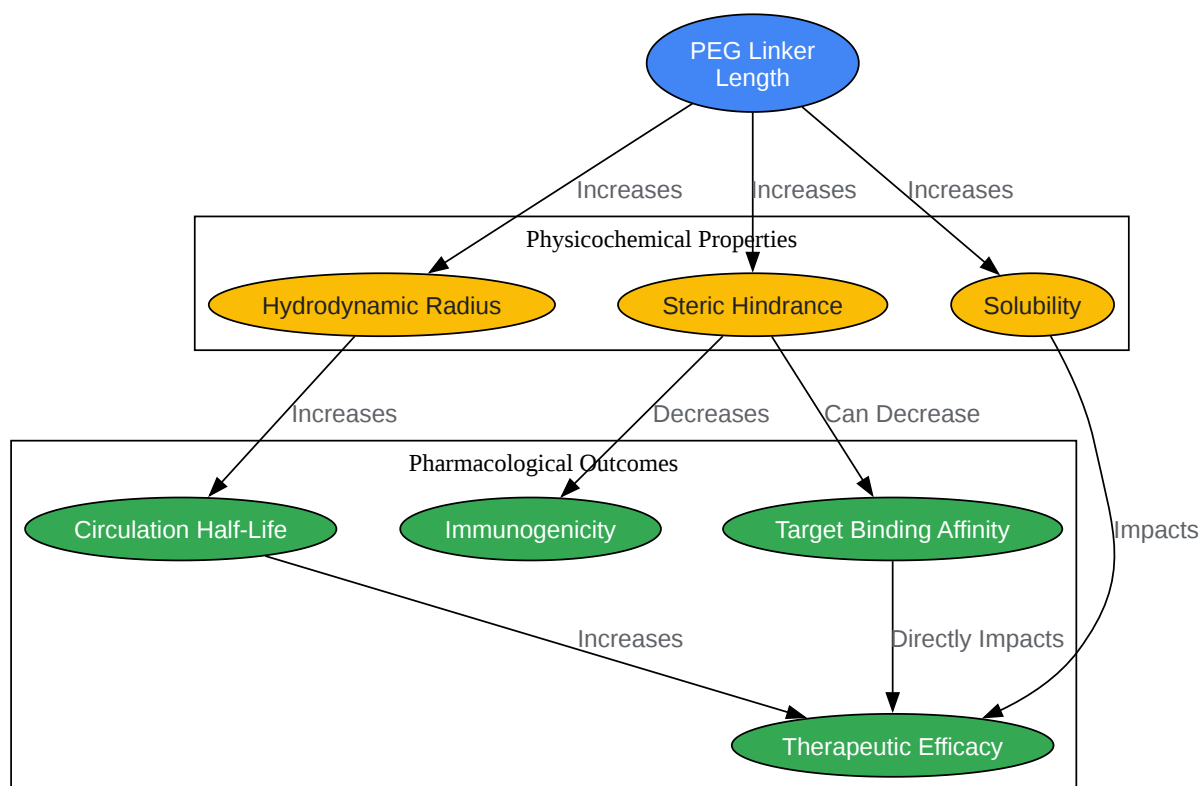 PEG Linker
Length
Increases
Increases
Increases
Physicochemical Properties
Hydrodynamic Radius
Steric Hindrance
Solubility
Increases
Decreases
Can Decrease
Pharmacological Outcomes
Circulation Half-Life
Immunogenicity
Target Binding Affinity
Impacts
Increases
Directly Impacts
Therapeutic Efficacy